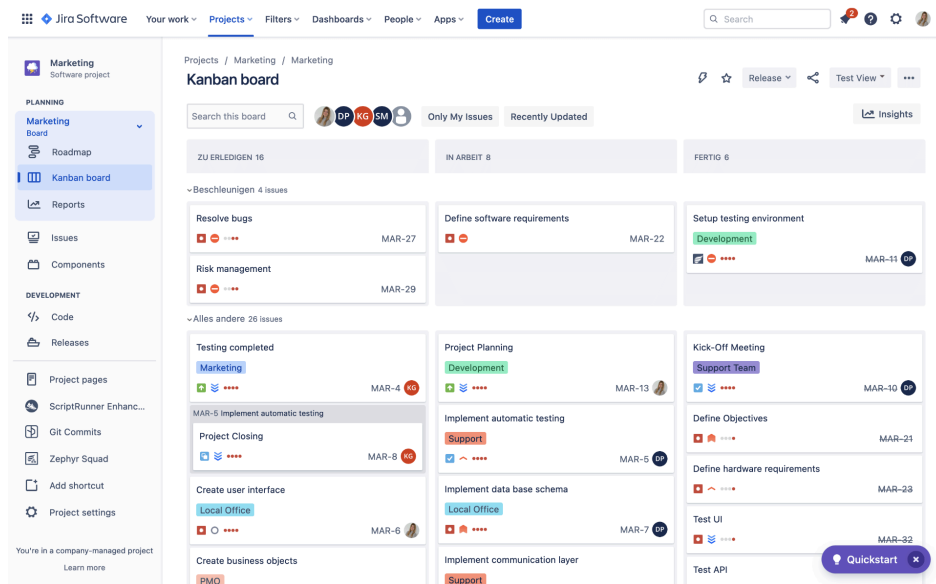 Jira Software
Your work
Projects
Filters
Dashboards
People
Apps
Create
Search
2
Marketing
Software project
PLANNING
Marketing
Board
Roadmap
Kanban board
Reports
Issues
Components
DEVELOPMENT
Code
Releases
Project pages
ScriptRunner Enhanc...
Git Commits
Zephyr Squad
Add shortcut
Project settings
You're in a company-managed project
Learn more
Projects / Marketing / Marketing
Kanban board
Release
Test View
Search this board
DP
KG
SM
Only My Issues
Recently Updated
Insights
ZU ERLEDIGEN 16
IN ARBEIT 8
FERTIG 6
Beschleunigen 4 issues
Resolve bugs
MAR-27
Risk management
MAR-29
Define software requirements
MAR-22
Setup testing environment
Development
MAR-11 DP
Alles andere 26 issues
Testing completed
Marketing
MAR-4 KG
MAR-5 Implement automatic testing
Project Closing
MAR-8 KG
Create user interface
Local Office
MAR-6
Create business objects
PMO
Project Planning
Development
MAR-13
Implement automatic testing
Support
MAR-5 DP
Implement data base schema
Local Office
MAR-7 DP
Implement communication layer
Support
Kick-Off Meeting
Support Team
MAR-10 DP
Define Objectives
MAR-21
Define hardware requirements
MAR-23
Test UI
MAR-32
Test API
Quickstart